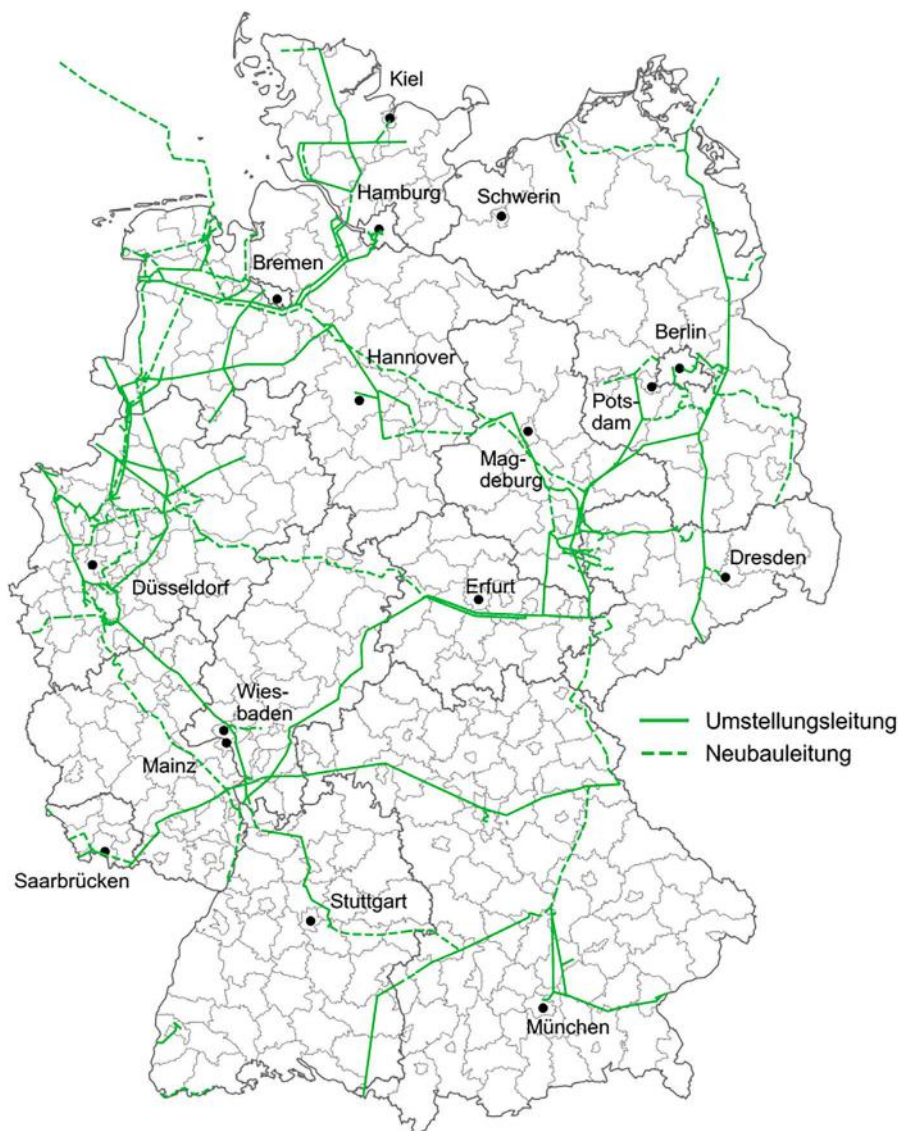 Kiel
Hamburg
Schwerin
Bremen
Berlin
Hannover
Pots-
dam
Mag-
deburg
Dresden
Düsseldorf
Erfurt
Wies-
baden
Umstellungsleitung
Neubauleitung
Mainz
Saarbrücken
Stuttgart
München